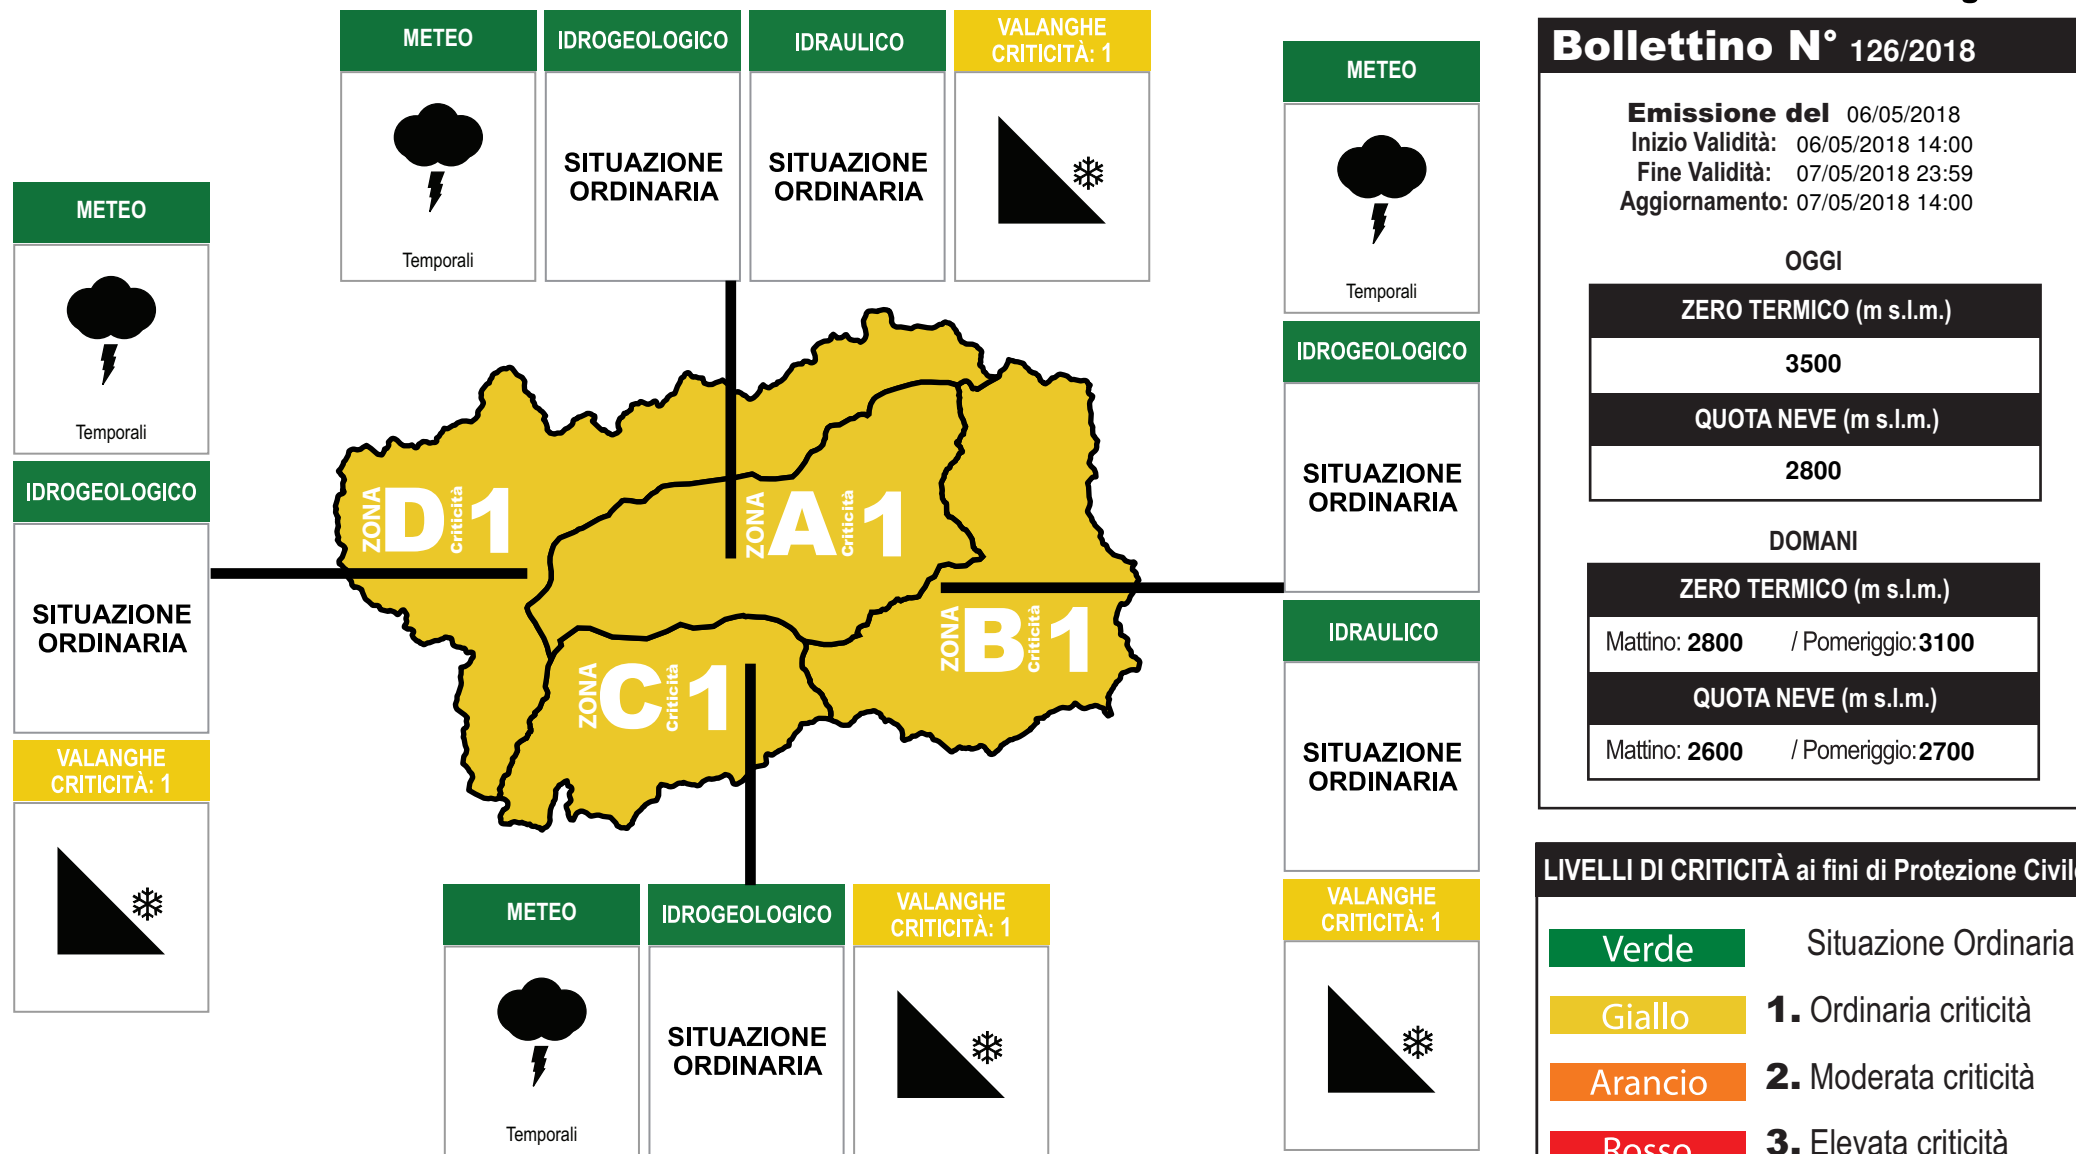 METEO
IDROGEOLOGICO
IDRAULICO
VALANGHE
CRITICITÀ: 1
Temporali
SITUAZIONE
ORDINARIA
SITUAZIONE
ORDINARIA
METEO
Temporali
IDROGEOLOGICO
SITUAZIONE
ORDINARIA
VALANGHE
CRITICITÀ: 1
METEO
Temporali
IDROGEOLOGICO
SITUAZIONE
ORDINARIA
IDRAULICO
SITUAZIONE
ORDINARIA
VALANGHE
CRITICITÀ: 1
ZONA D Criticità 1
ZONA A Criticità 1
ZONA B Criticità 1
ZONA C Criticità 1
METEO
IDROGEOLOGICO
VALANGHE
CRITICITÀ: 1
Temporali
SITUAZIONE
ORDINARIA
Bollettino N° 126/2018
Emissione del 06/05/2018
Inizio Validità: 06/05/2018 14:00
Fine Validità: 07/05/2018 23:59
Aggiornamento: 07/05/2018 14:00
OGGI
ZERO TERMICO (m s.l.m.)
3500
QUOTA NEVE (m s.l.m.)
2800
DOMANI
ZERO TERMICO (m s.l.m.)
Mattino: 2800 / Pomeriggio: 3100
QUOTA NEVE (m s.l.m.)
Mattino: 2600 / Pomeriggio: 2700
LIVELLI DI CRITICITÀ ai fini di Protezione Civile
Verde Situazione Ordinaria
Giallo 1. Ordinaria criticità
Arancio 2. Moderata criticità
Rosso 3. Elevata criticità